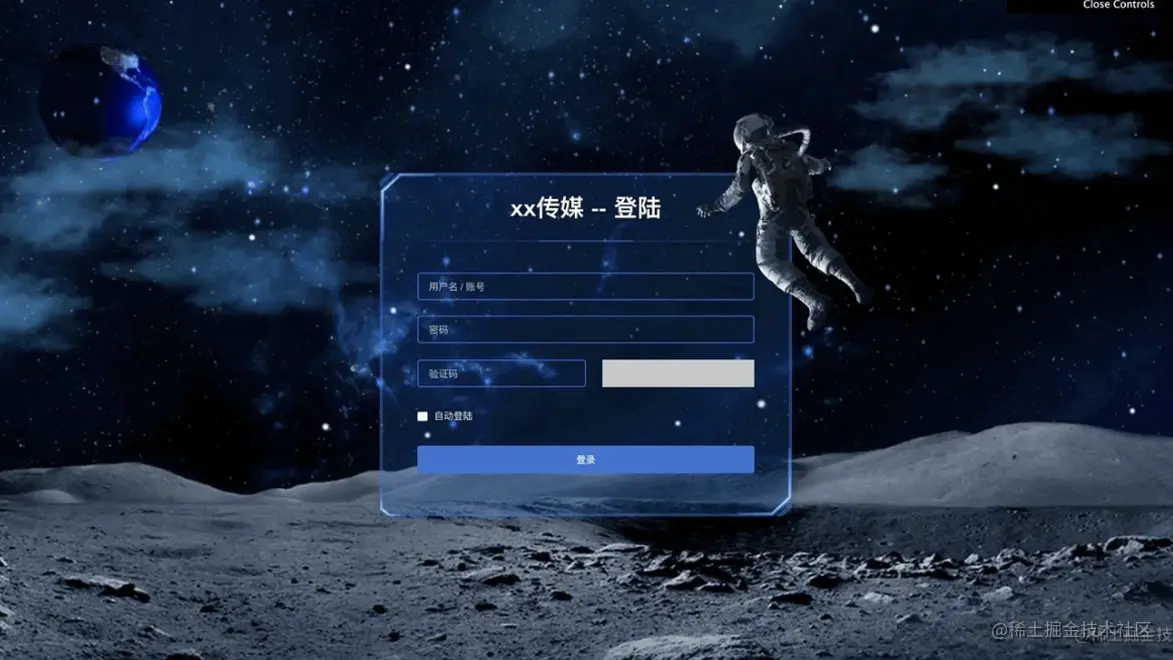 Close Controls
xx传媒 -- 登陆
用户名 / 账号
密码
验证码
自动登陆
登录
@稀土掘金技术社区